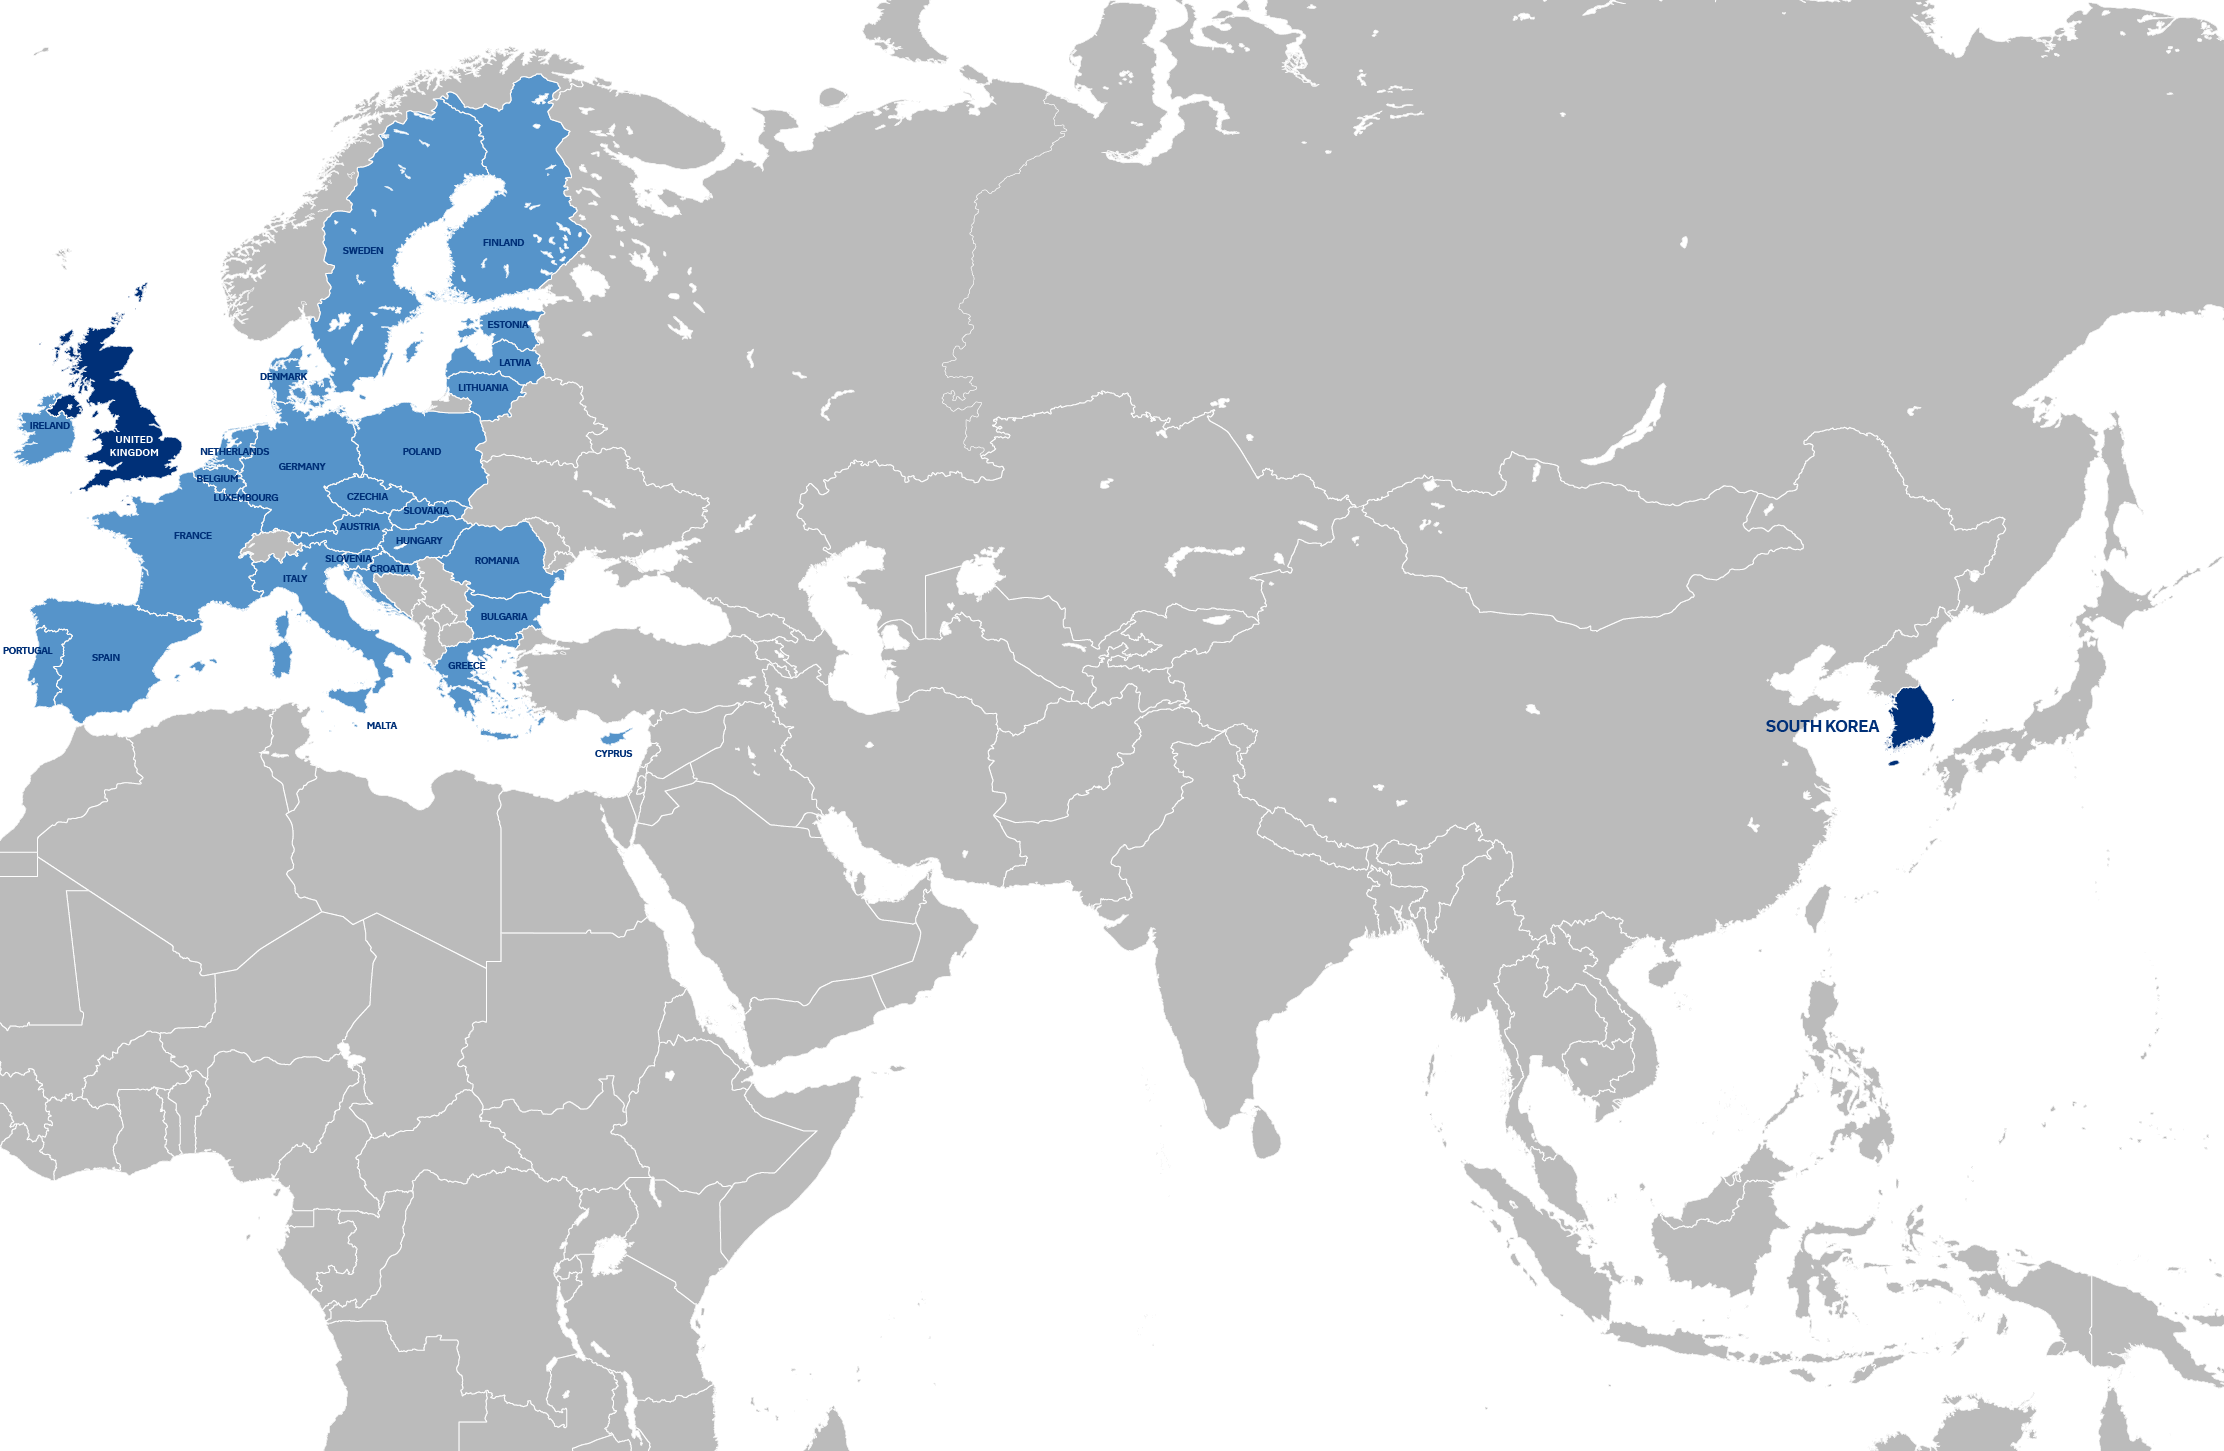 SWEDEN
FINLAND
ESTONIA
LATVIA
DENMARK
LITHUANIA
IRELAND
UNITED
KINGDOM
NETHERLANDS
POLAND
GERMANY
BELGIUM
LUXEMBOURG
CZECHIA
SLOVAKIA
AUSTRIA
FRANCE
HUNGARY
SLOVENIA
ROMANIA
CROATIA
ITALY
BULGARIA
PORTUGAL
SPAIN
GREECE
MALTA
SOUTH KOREA
CYPRUS